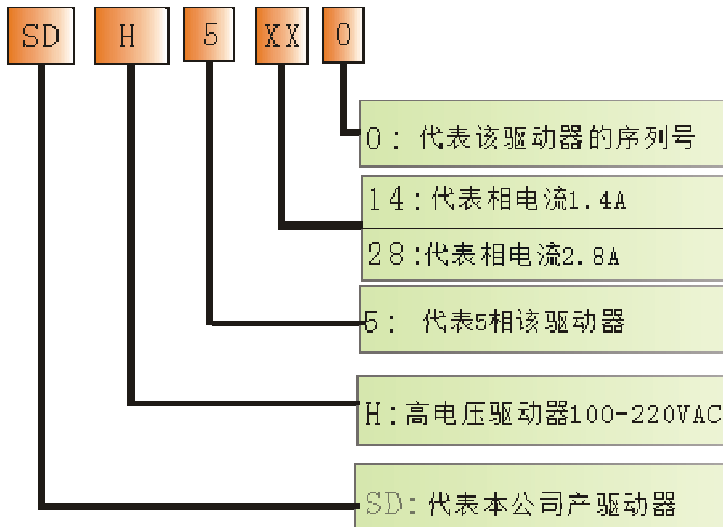 SD H 5 XX 0
0: 代表该驱动器的序列号
14:代表相电流1.4A
28:代表相电流2.8A
5: 代表5相该驱动器
H:高电压驱动器100-220VAC
SD:代表本公司产驱动器